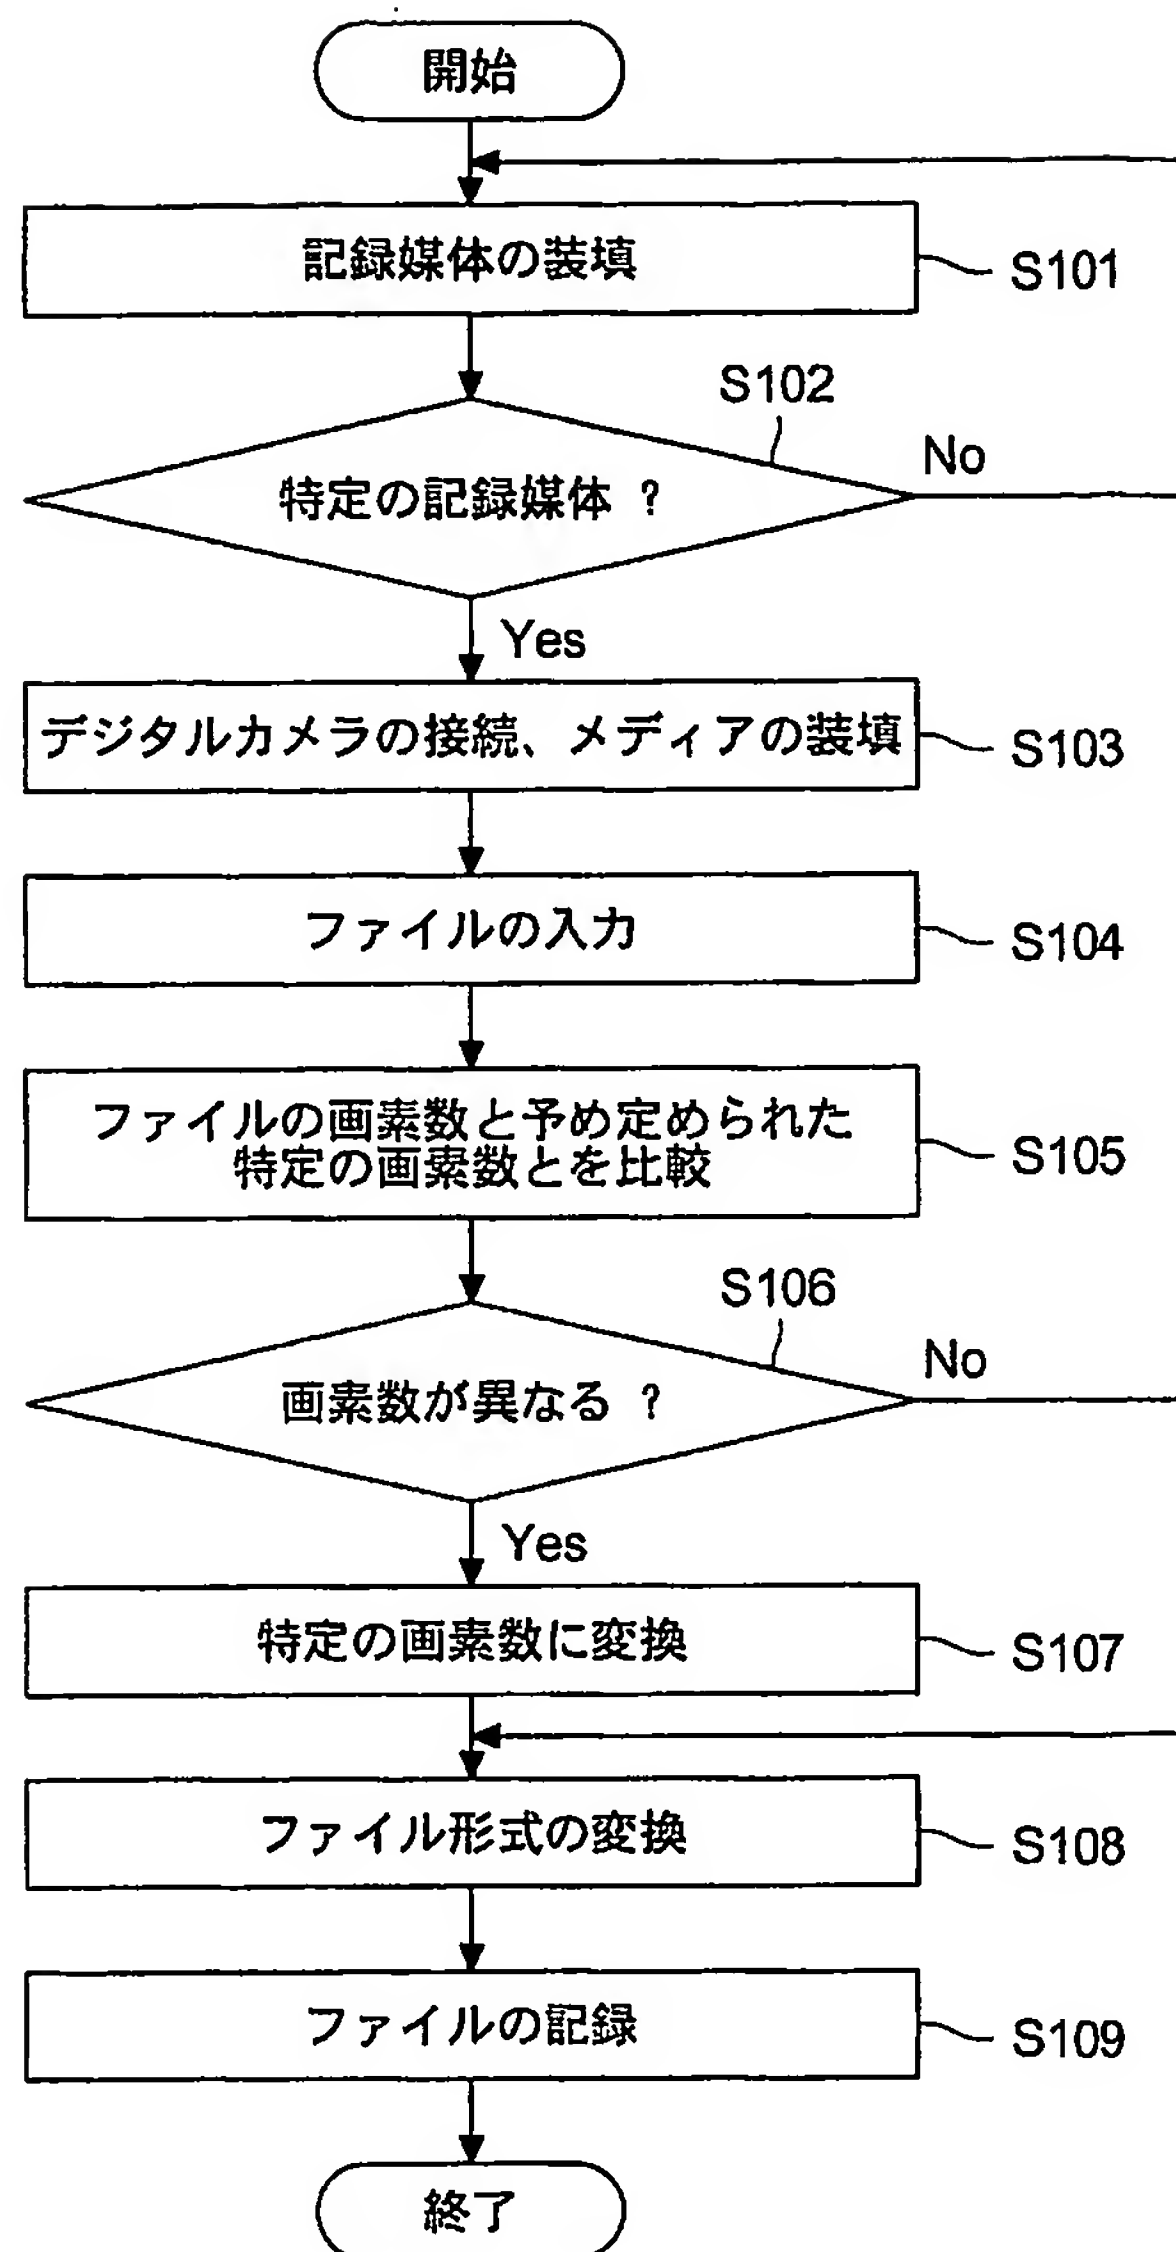 開始
記録媒体の装填
S101
S102
特定の記録媒体 ?
No
Yes
デジタルカメラの接続、メディアの装填
S103
ファイルの入力
S104
ファイルの画素数と予め定められた
特定の画素数とを比較
S105
S106
画素数が異なる ?
No
Yes
特定の画素数に変換
S107
ファイル形式の変換
S108
ファイルの記録
S109
終了